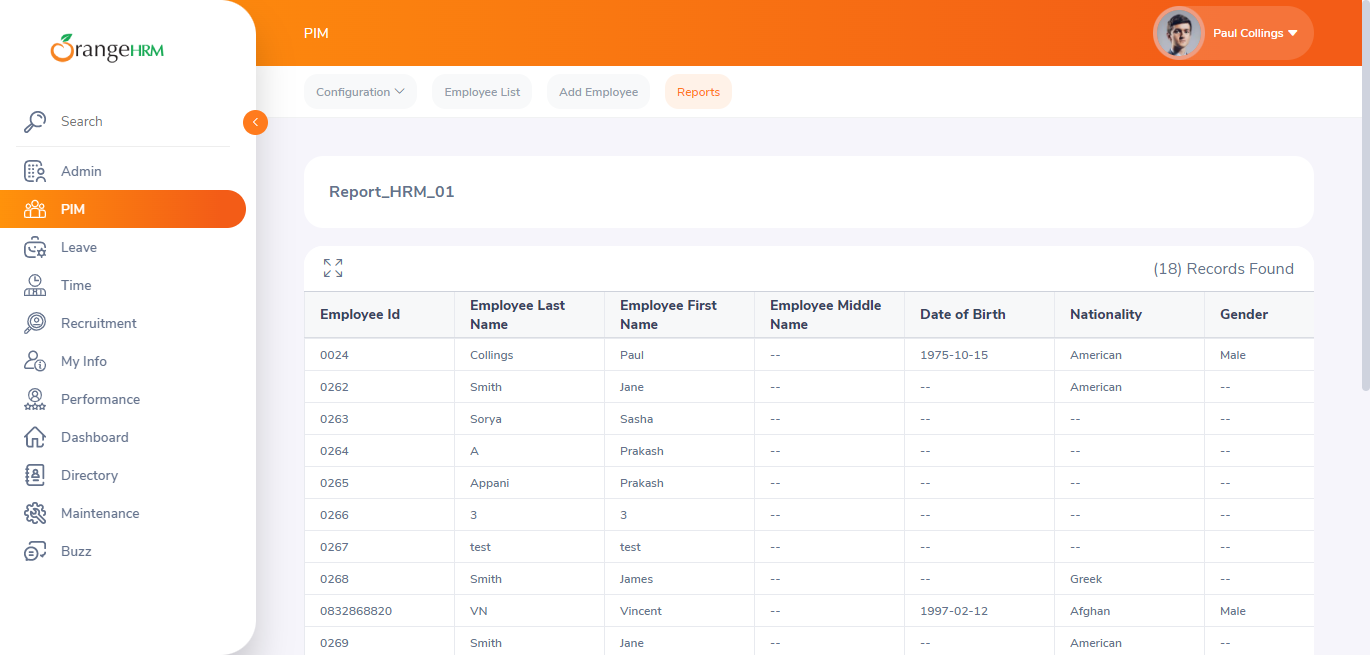 OrangeHRM
PIM
Paul Collings
Configuration
Employee List
Add Employee
Reports
Search
Admin
PIM
Leave
Time
Recruitment
My Info
Performance
Dashboard
Directory
Maintenance
Buzz
Report_HRM_01
(18) Records Found
Employee Id Employee Last Name Employee First Name Employee Middle Name Date of Birth Nationality Gender
0024 Collings Paul -- 1975-10-15 American Male
0262 Smith Jane -- -- American --
0263 Sorya Sasha -- -- -- --
0264 A Prakash -- -- -- --
0265 Appani Prakash -- -- -- --
0266 3 3 -- -- -- --
0267 test test -- -- -- --
0268 Smith James -- -- Greek --
0832868820 VN Vincent -- 1997-02-12 Afghan Male
0269 Smith Jane -- -- American --